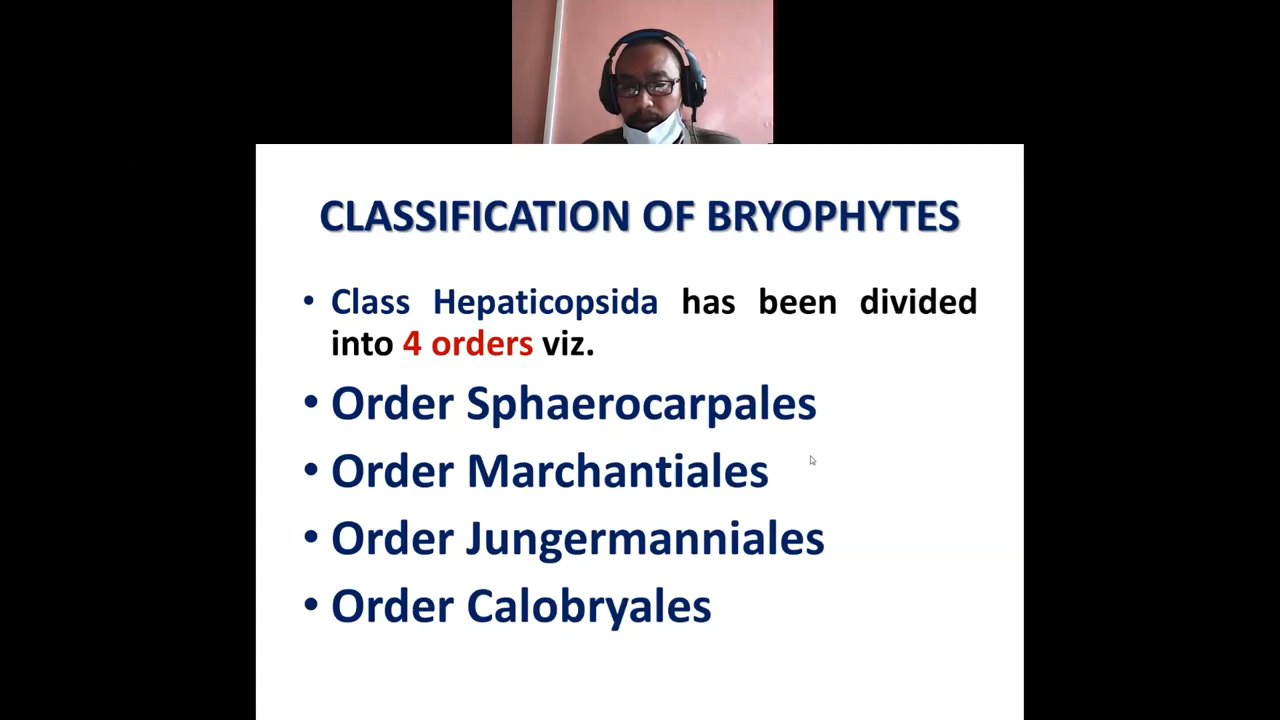 CLASSIFICATION OF BRYOPHYTES
• Class Hepaticopsida has been divided
into 4 orders viz.
• Order Sphaerocarpales
• Order Marchantiales
• Order Jungermanniales
• Order Calobryales